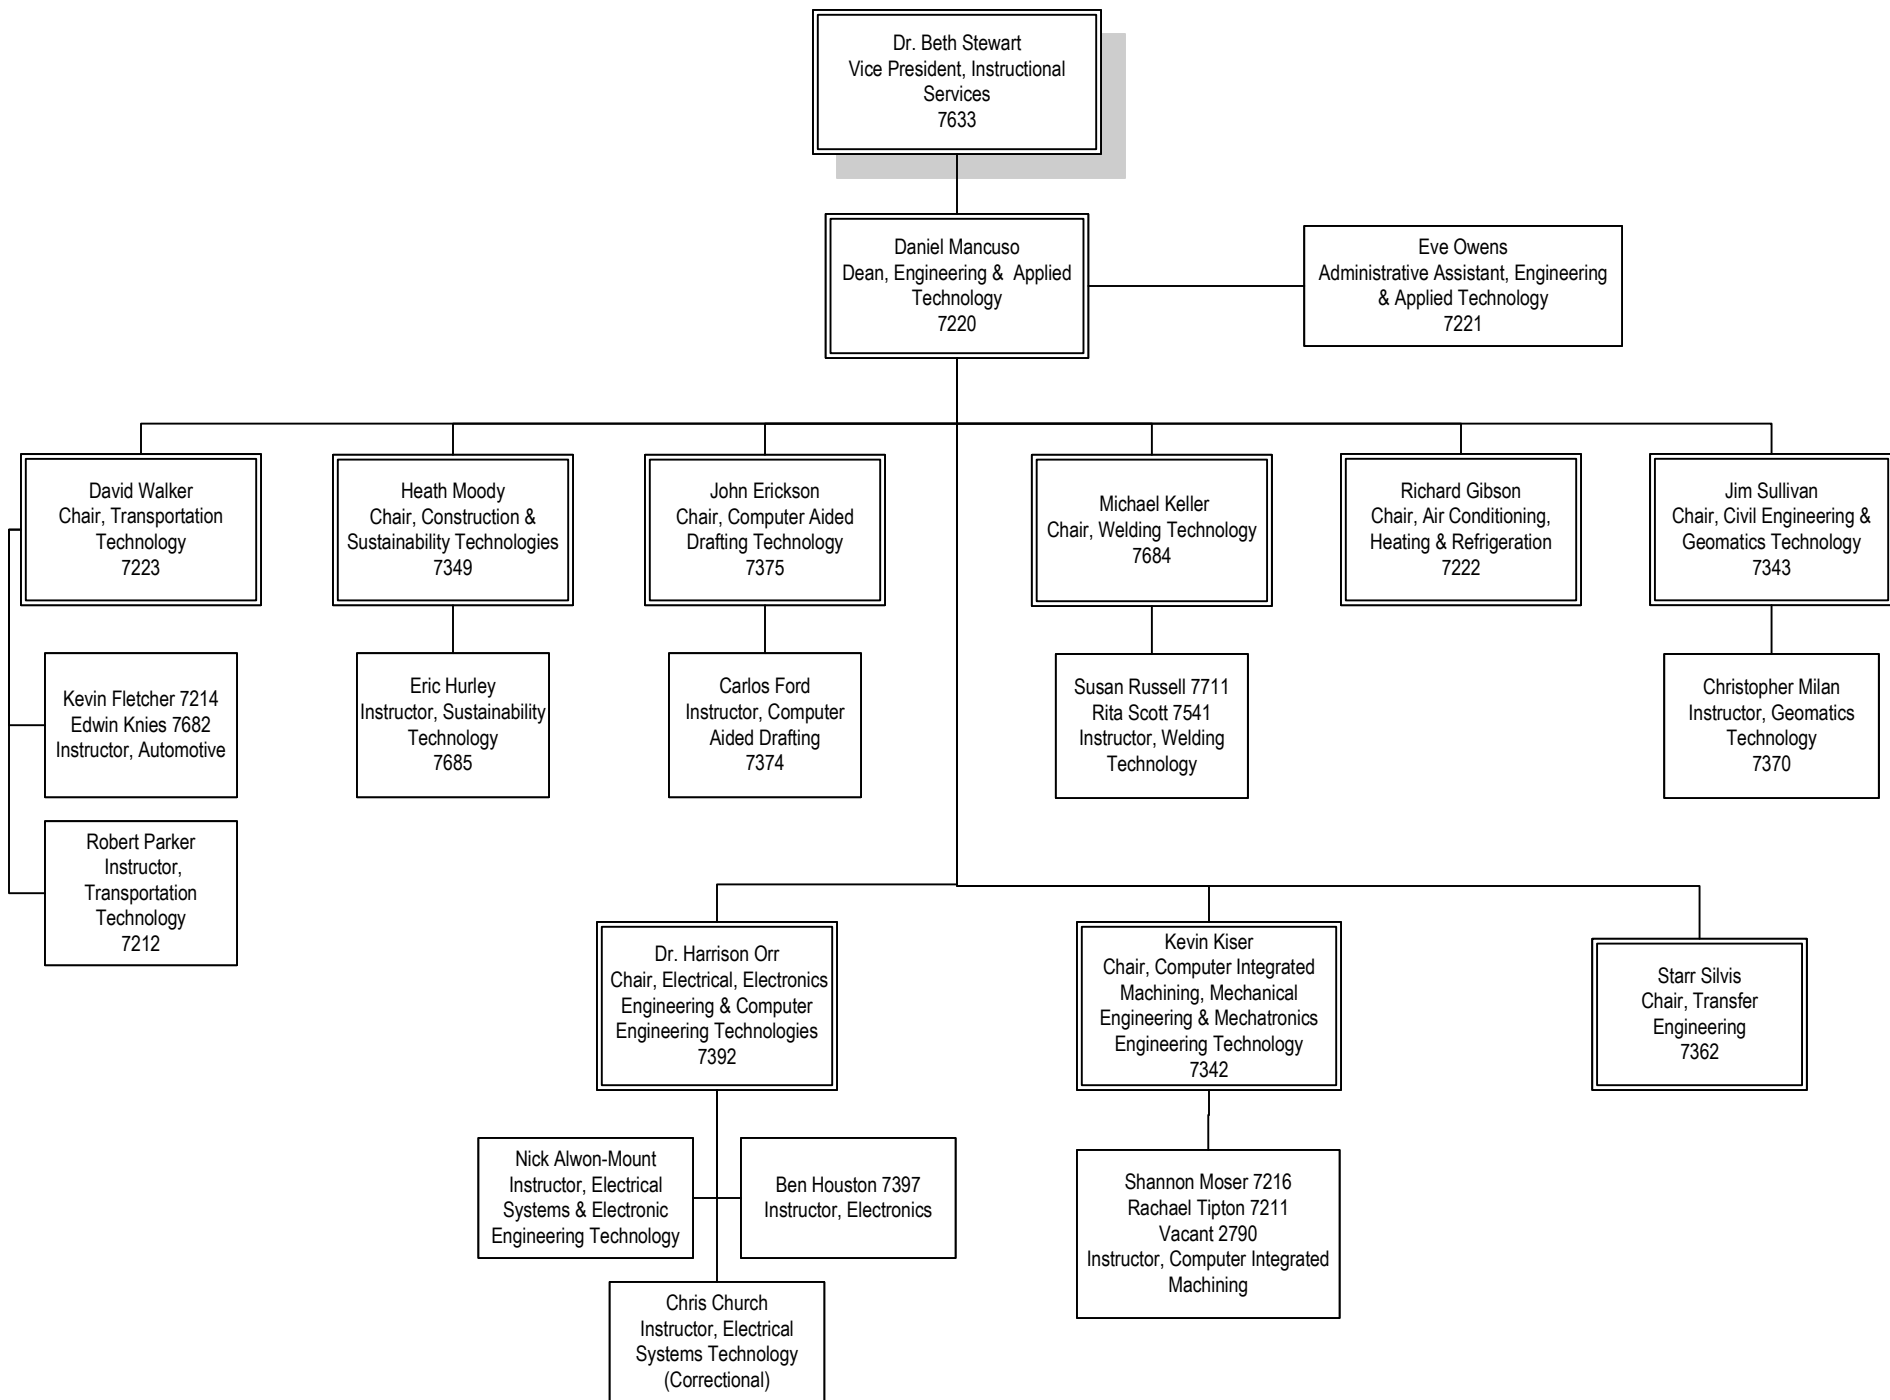 Dr. Beth Stewart
Vice President, Instructional
Services
7633
Daniel Mancuso
Dean, Engineering & Applied
Technology
7220
Eve Owens
Administrative Assistant, Engineering
& Applied Technology
7221
David Walker
Chair, Transportation
Technology
7223
Heath Moody
Chair, Construction &
Sustainability Technologies
7349
John Erickson
Chair, Computer Aided
Drafting Technology
7375
Michael Keller
Chair, Welding Technology
7684
Richard Gibson
Chair, Air Conditioning,
Heating & Refrigeration
7222
Jim Sullivan
Chair, Civil Engineering &
Geomatics Technology
7343
Kevin Fletcher 7214
Edwin Knies 7682
Instructor, Automotive
Eric Hurley
Instructor, Sustainability
Technology
7685
Carlos Ford
Instructor, Computer
Aided Drafting
7374
Susan Russell 7711
Rita Scott 7541
Instructor, Welding
Technology
Christopher Milan
Instructor, Geomatics
Technology
7370
Robert Parker
Instructor,
Transportation
Technology
7212
Dr. Harrison Orr
Chair, Electrical, Electronics
Engineering & Computer
Engineering Technologies
7392
Kevin Kiser
Chair, Computer Integrated
Machining, Mechanical
Engineering & Mechatronics
Engineering Technology
7342
Starr Silvis
Chair, Transfer
Engineering
7362
Nick Alwon-Mount
Instructor, Electrical
Systems & Electronic
Engineering Technology
Ben Houston 7397
Instructor, Electronics
Shannon Moser 7216
Rachael Tipton 7211
Vacant 2790
Instructor, Computer Integrated
Machining
Chris Church
Instructor, Electrical
Systems Technology
(Correctional)